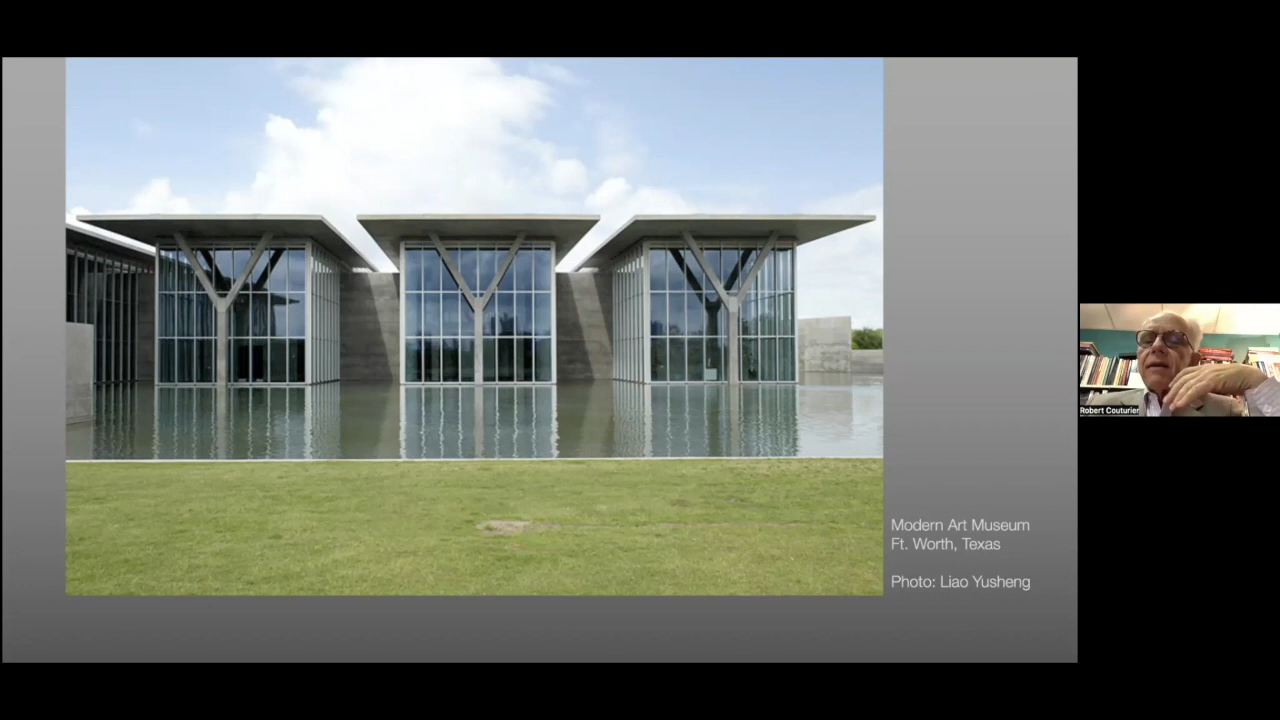 Modern Art Museum
Ft. Worth, Texas
Photo: Liao Yusheng
Robert Couturier